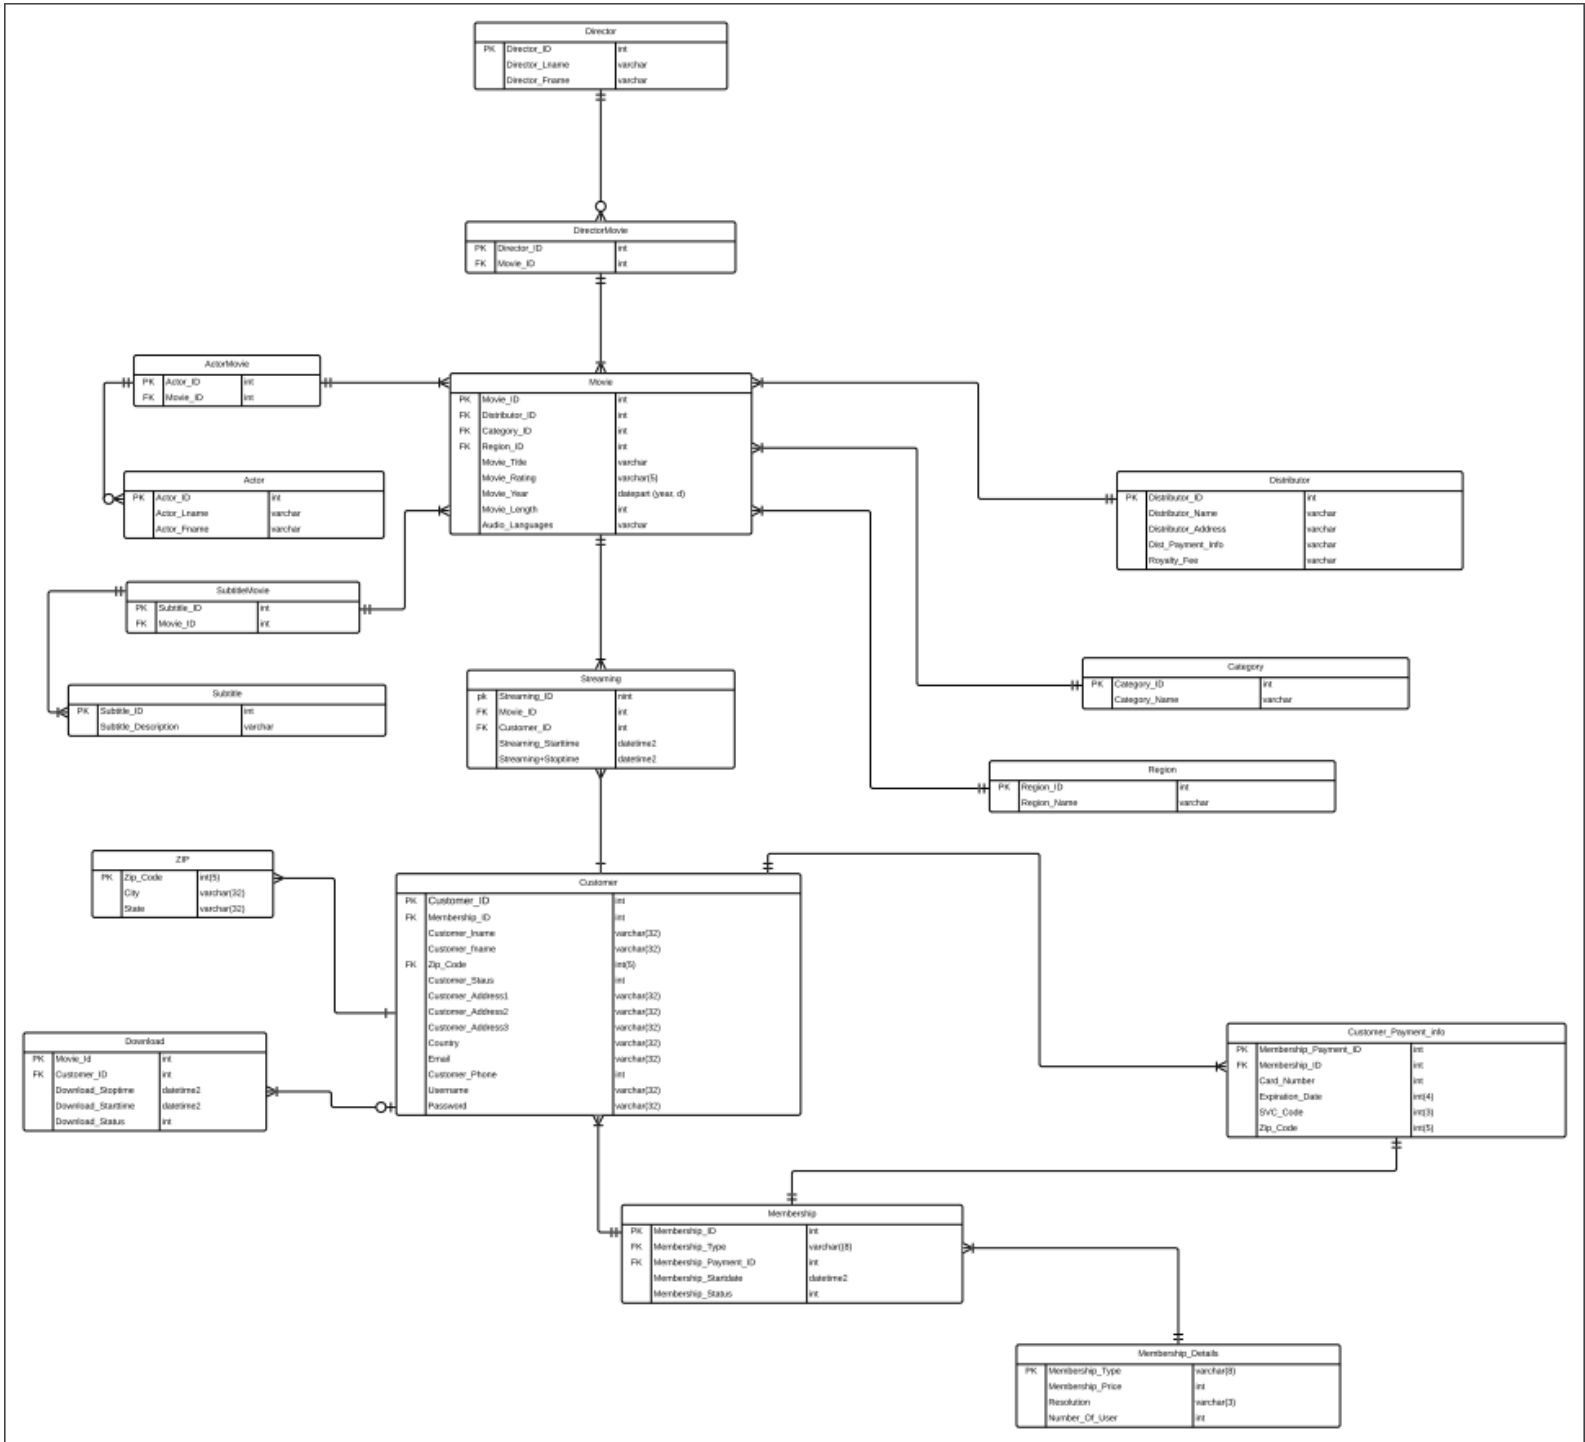 Director
PK Director_ID int
Director_Lname varchar
Director_Fname varchar
DirectorMovie
PK Director_ID int
FK Movie_ID int
ActorMovie
PK Actor_ID int
FK Movie_ID int
Movie
PK Movie_ID int
FK Distributor_ID int
FK Category_ID int
FK Region_ID int
Movie_Title varchar
Movie_Rating varchar(5)
Movie_Year datepart (year, d)
Movie_Length int
Audio_Languages varchar
Actor
PK Actor_ID int
Actor_Lname varchar
Actor_Fname varchar
Distributor
PK Distributor_ID int
Distributor_Name varchar
Distributor_Address varchar
Dist_Payment_Info varchar
Royalty_Fee varchar
SubtitleMovie
PK Subtitle_ID int
FK Movie_ID int
Subtitle
PK Subtitle_ID int
Subtitle_Description varchar
Streaming
pk Streaming_ID nint
FK Movie_ID int
FK Customer_ID int
Streaming_Starttime datetime2
Streaming+Stoptime datetime2
Category
PK Category_ID int
Category_Name varchar
Region
PK Region_ID int
Region_Name varchar
ZIP
PK Zip_Code int(5)
City varchar(32)
State varchar(32)
Customer
PK Customer_ID int
FK Membership_ID int
Customer_lname varchar(32)
Customer_fname varchar(32)
FK Zip_Code int(5)
Customer_Staus int
Customer_Address1 varchar(32)
Customer_Address2 varchar(32)
Customer_Address3 varchar(32)
Country varchar(32)
Email varchar(32)
Customer_Phone int
Username varchar(32)
Password varchar(32)
Download
PK Movie_Id int
FK Customer_ID int
Download_Stoptime datetime2
Download_Starttime datetime2
Download_Status int
Customer_Payment_info
PK Membership_Payment_ID int
FK Membership_ID int
Card_Number int
Expiration_Date int(4)
SVC_Code int(3)
Zip_Code int(5)
Membership
PK Membership_ID int
FK Membership_Type varchar((8)
FK Membership_Payment_ID int
Membership_Startdate datetime2
Membership_Status int
Membership_Details
PK Membership_Type varchar(8)
Membership_Price int
Resolution varchar(3)
Number_Of_User int